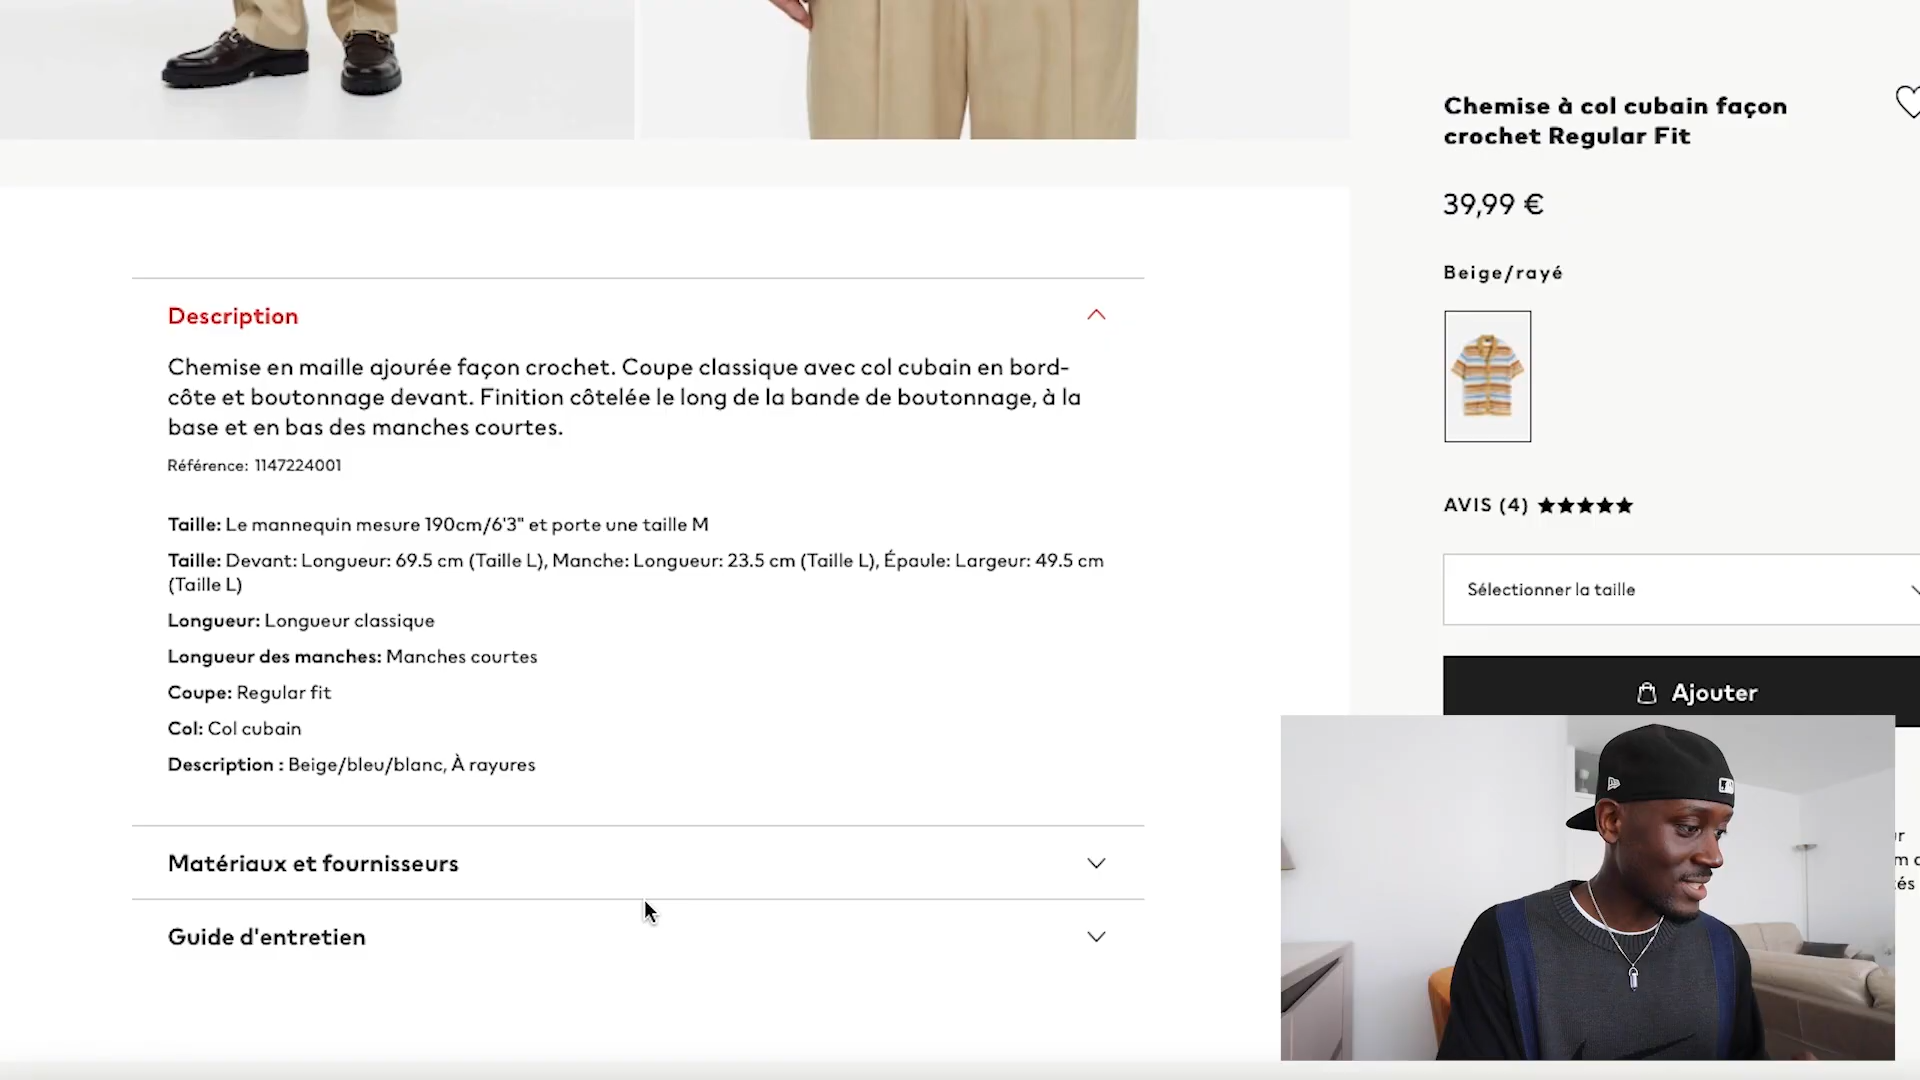 Chemise à col cubain façon
crochet Regular Fit
39,99 €
Beige/rayé
AVIS (4)
Sélectionner la taille
Ajouter
Description
Chemise en maille ajourée façon crochet. Coupe classique avec col cubain en bord-
côte et boutonnage devant. Finition côtelée le long de la bande de boutonnage, à la
base et en bas des manches courtes.
Référence: 1147224001
Taille: Le mannequin mesure 190cm/6'3" et porte une taille M
Taille: Devant: Longueur: 69.5 cm (Taille L), Manche: Longueur: 23.5 cm (Taille L), Épaule: Largeur: 49.5 cm
(Taille L)
Longueur: Longueur classique
Longueur des manches: Manches courtes
Coupe: Regular fit
Col: Col cubain
Description : Beige/bleu/blanc, À rayures
Matériaux et fournisseurs
Guide d'entretien